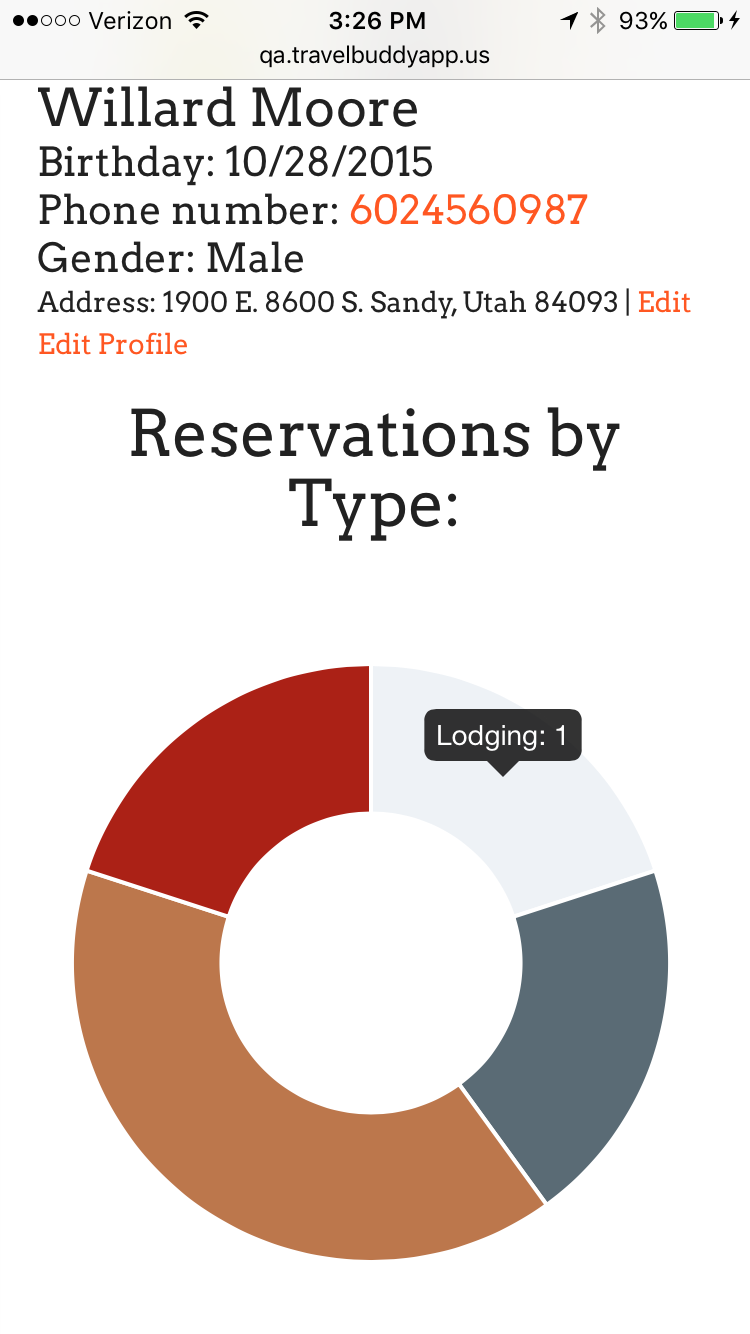 Verizon 3:26 PM 93%
qa.travelbuddyapp.us
Willard Moore
Birthday: 10/28/2015
Phone number: 6024560987
Gender: Male
Address: 1900 E. 8600 S. Sandy, Utah 84093 | Edit
Edit Profile
Reservations by
Type:
Lodging: 1